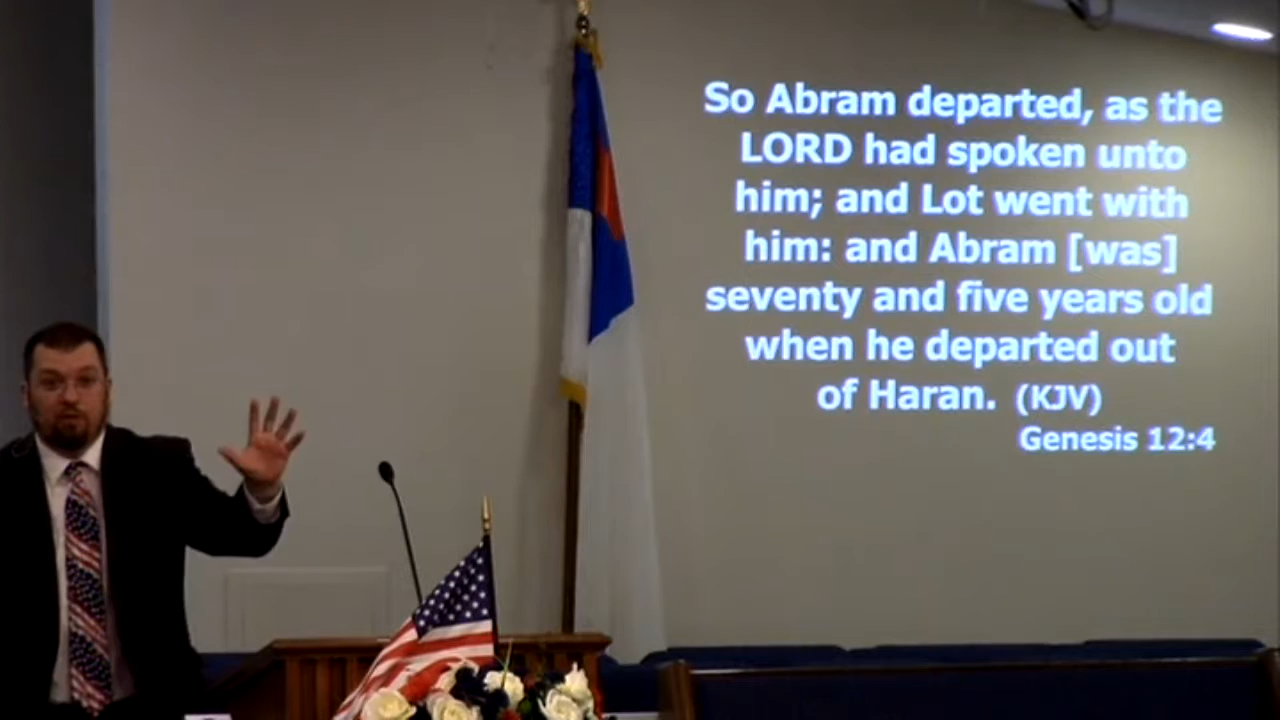 So Abram departed, as the
LORD had spoken unto
him; and Lot went with
him: and Abram [was]
seventy and five years old
when he departed out
of Haran. (KJV)
Genesis 12:4